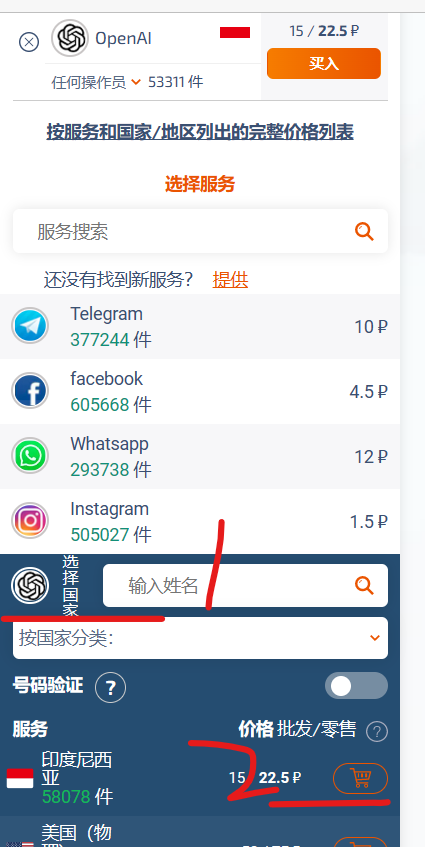 OpenAI
15 / 22.5 ₽
买入
任何操作员 53311 件
按服务和国家/地区列出的完整价格列表
选择服务
服务搜索
还没有找到新服务? 提供
Telegram
377244 件
10 ₽
facebook
605668 件
4.5 ₽
Whatsapp
293738 件
12 ₽
Instagram
505027 件
1.5 ₽
选择国家
输入姓名
1
按国家分类:
号码验证 ?
服务
价格 批发/零售 ?
印度尼西
亚
58078 件
15 / 22.5 ₽
2
美国（物